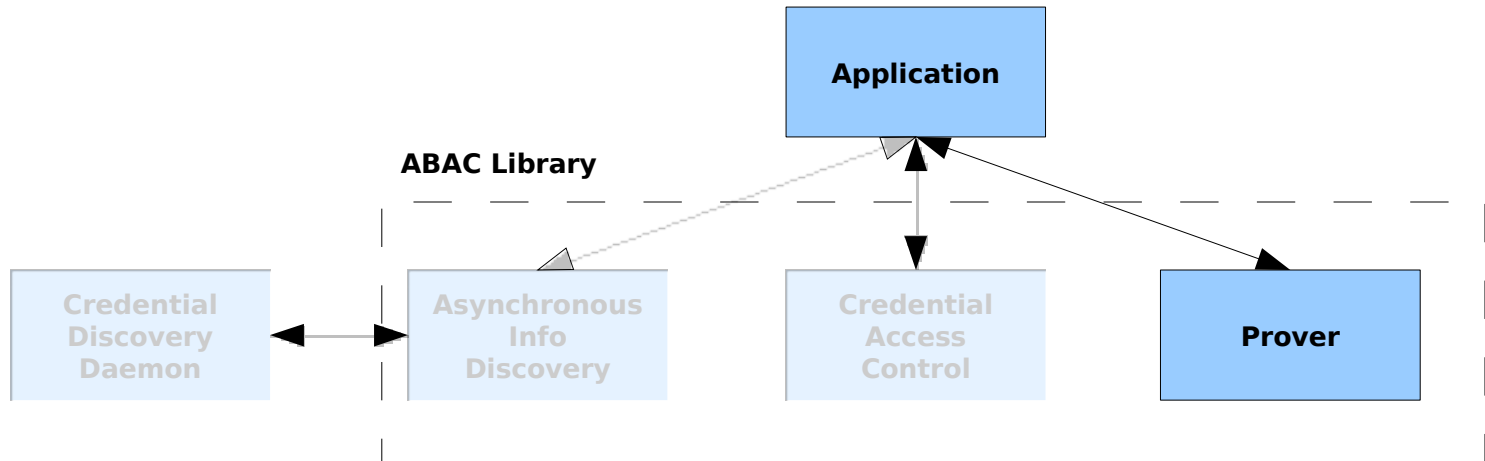 Application
ABAC Library
Credential
Discovery
Daemon
Asynchronous
Info
Discovery
Credential
Access
Control
Prover